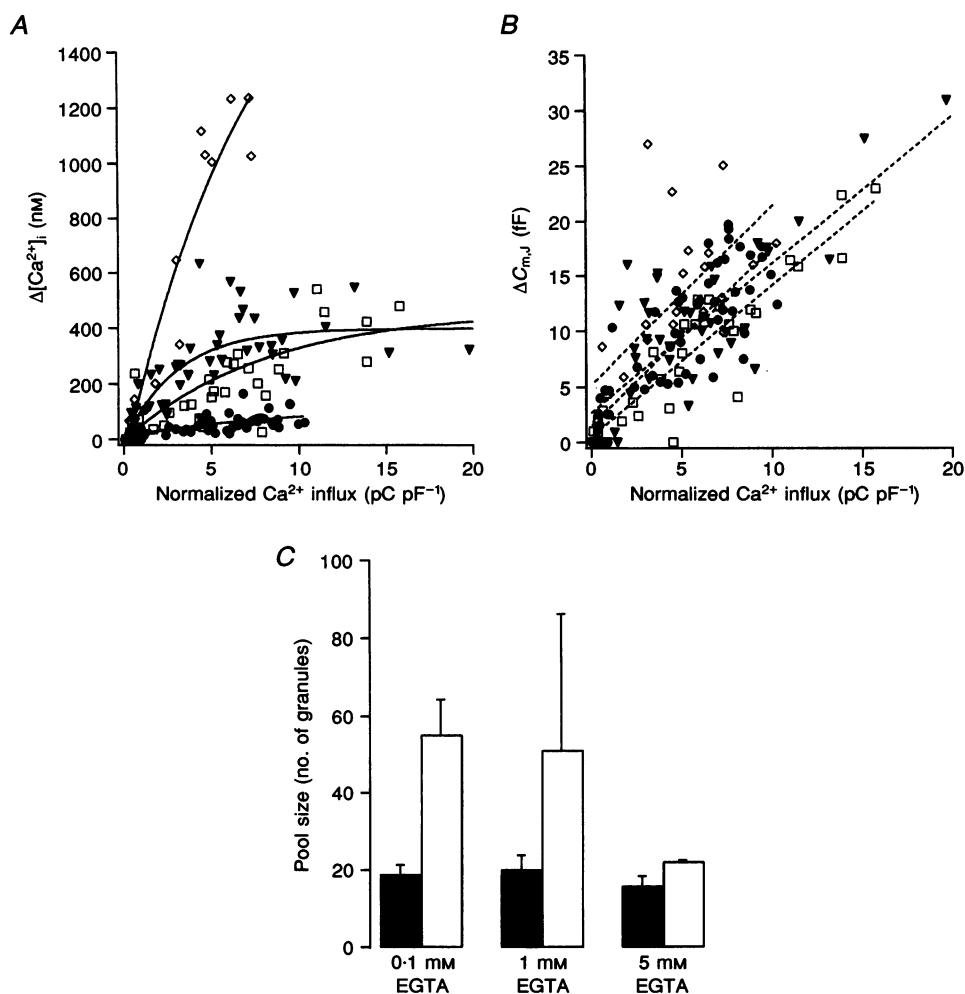 A
1400
1200
1000
800
600
400
200
0
Δ[Ca²⁺]ᵢ (nM)
0 5 10 15 20
Normalized Ca²⁺ influx (pC pF⁻¹)
B
35
30
25
20
15
10
5
0
ΔCm,J (fF)
0 5 10 15 20
Normalized Ca²⁺ influx (pC pF⁻¹)
C
100
80
60
40
20
0
Pool size (no. of granules)
0·1 mM 1 mM 5 mM
EGTA EGTA EGTA